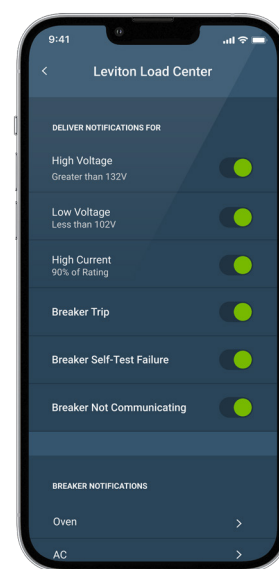 9:41
Leviton Load Center
DELIVER NOTIFICATIONS FOR
High Voltage
Greater than 132V
Low Voltage
Less than 102V
High Current
90% of Rating
Breaker Trip
Breaker Self-Test Failure
Breaker Not Communicating
BREAKER NOTIFICATIONS
Oven
AC